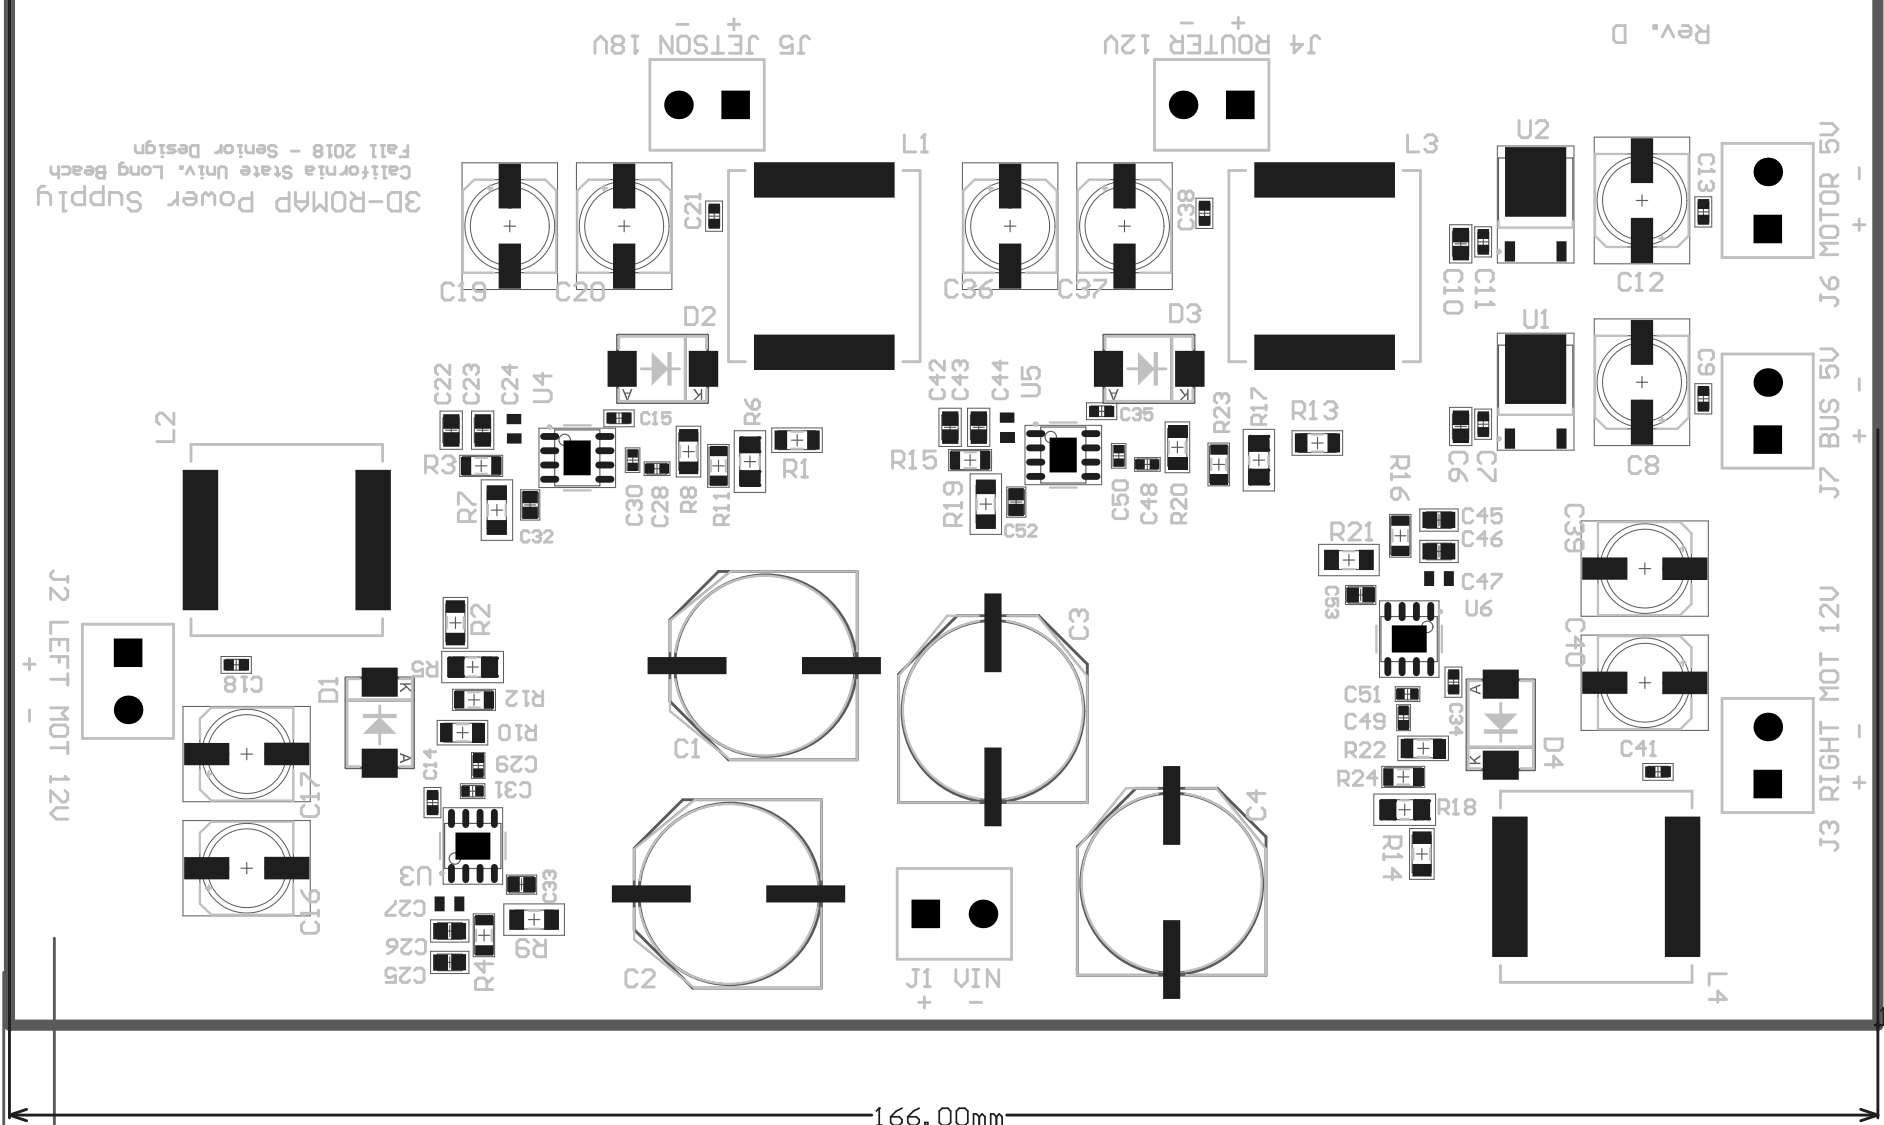 J5 JETSON 18V
+ -
J4 ROUTER 12V
+ -
Rev. D
3D-ROMAP Power Supply
California State Univ. Long Beach
Fall 2018 - Senior Design
L1
L3
U2
C13
J6 MOTOR 5V
+ -
C21
C38
C19
C20
C36
C37
C10
C11
C12
D2
D3
U1
C9
J7 BUS 5V
+ -
C22
C23
C24
U4
A
K
C15
R6
R1
C42
C43
C44
U5
A
K
C35
R23
R17
R13
C6
C7
C8
L2
R3
R7
C32
C30
C28
R8
R11
R15
R19
C52
C50
C48
R20
R16
C45
C46
C39
R21
C47
C53
U6
C40
J2 LEFT MOT 12V
+ -
R2
R5
C18
D1
K
A
R12
R10
C14
C29
C31
C17
C16
U3
C27
C26
C25
C33
R9
R4
C1
C2
C3
C4
J1 VIN
+ -
C51
C49
C34
A
K
D4
R22
R24
R18
R14
C41
J3 RIGHT MOT 12V
+ -
L4
166.00mm